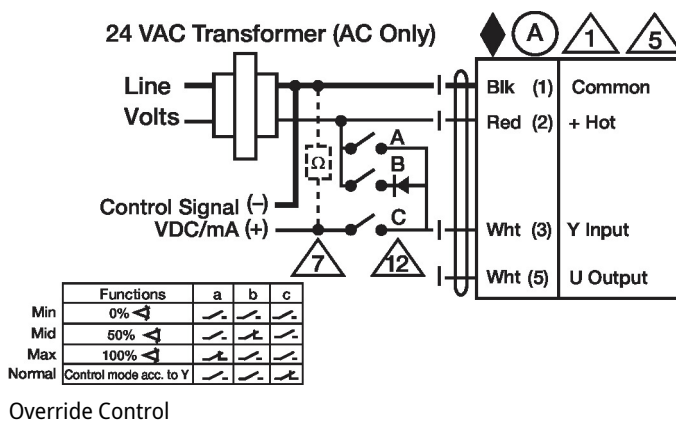 24 VAC Transformer (AC Only)
A 1 5
Line
Volts
Blk (1) Common
Red (2) + Hot
A
B
Ω
Control Signal (–)
VDC/mA (+)
C
Wht (3) Y Input
7
12
Wht (5) U Output
Functions a b c
Min 0%
Mid 50%
Max 100%
Normal Control mode acc. to Y
Override Control